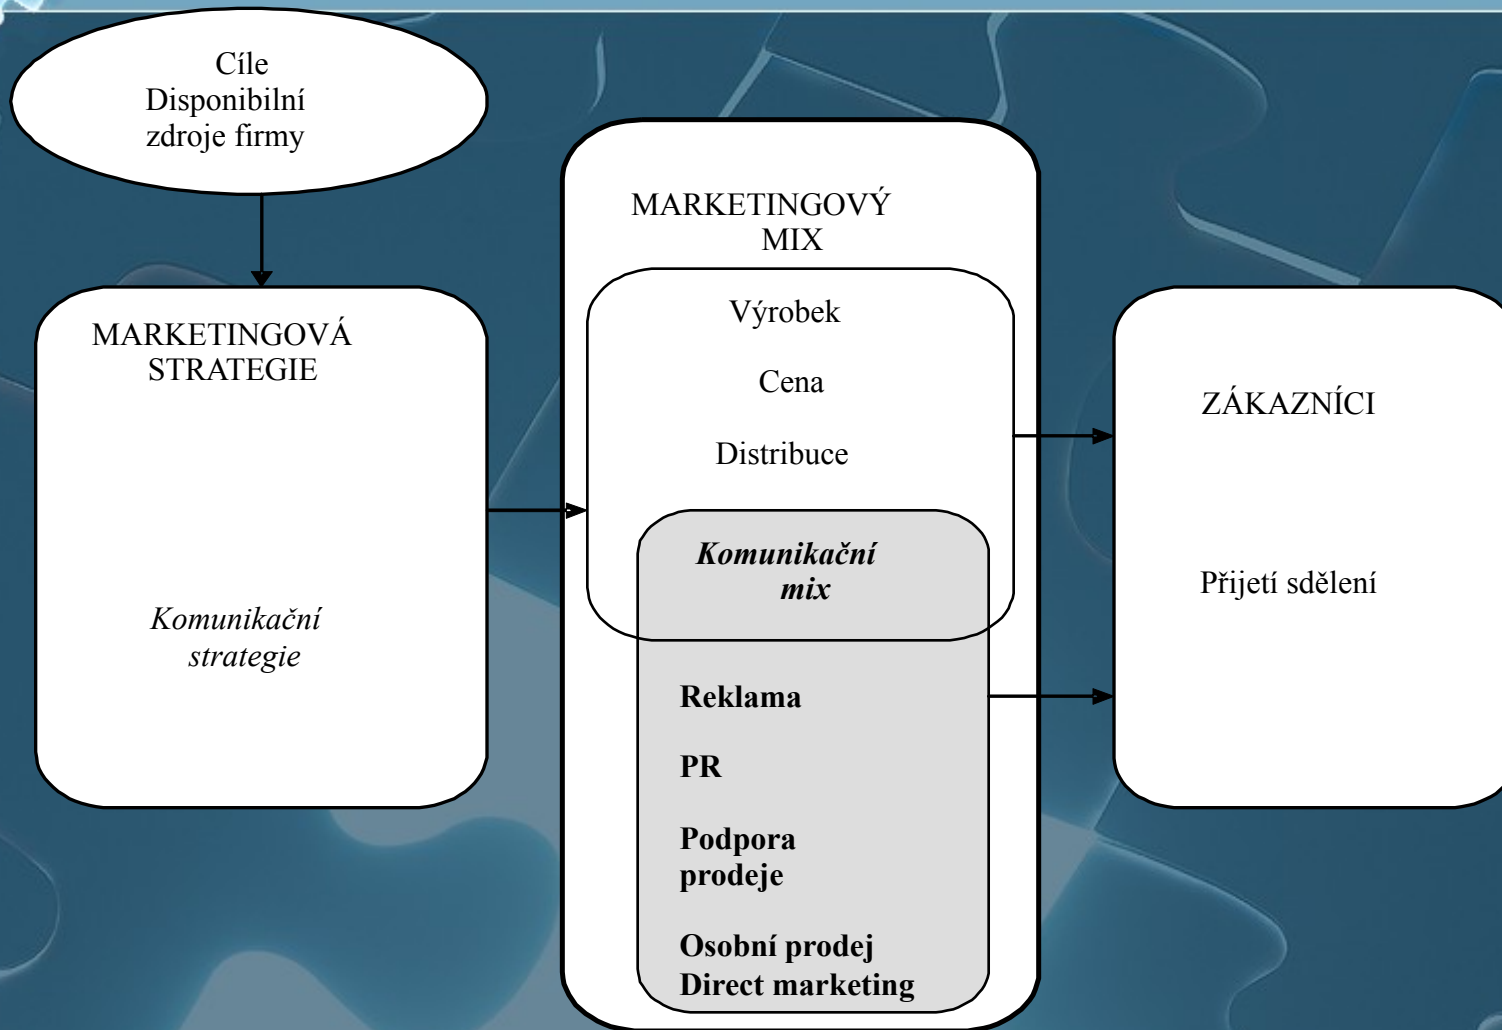 Cíle
Disponibilní
zdroje firmy
MARKETINGOVÁ
STRATEGIE
Komunikační
strategie
MARKETINGOVÝ
MIX
Výrobek
Cena
Distribuce
Komunikační
mix
Reklama
PR
Podpora
prodeje
Osobní prodej
Direct marketing
ZÁKAZNÍCI
Přijetí sdělení